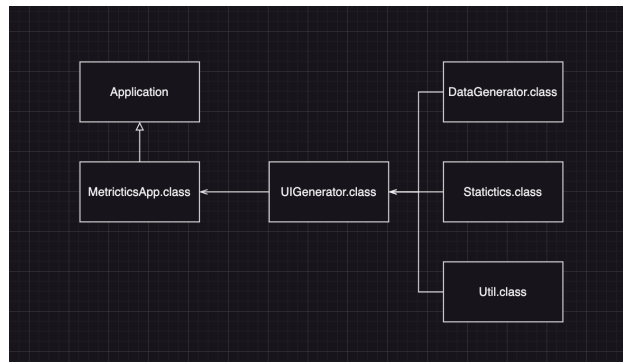 Application
DataGenerator.class
MetricticsApp.class
UIGenerator.class
Statictics.class
Util.class